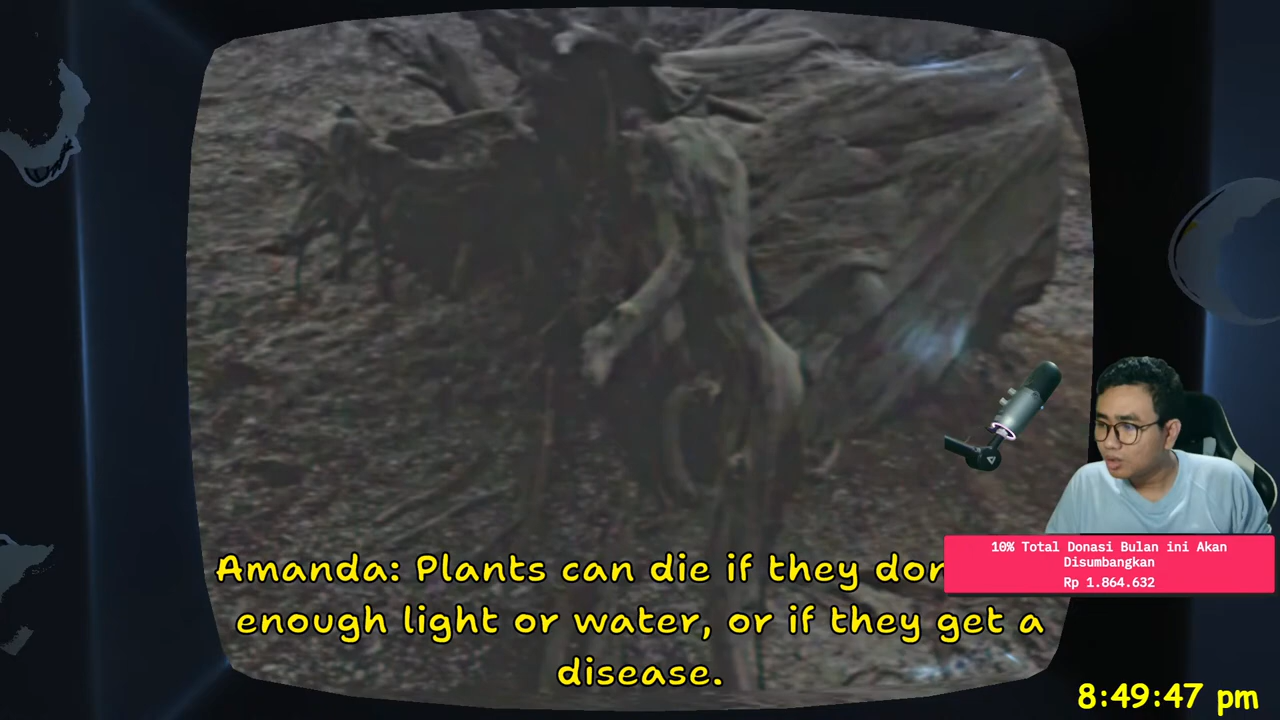 Amanda: Plants can die if they
enough light or water, or if they get a
disease.
10% Total Donasi Bulan ini Akan
Disumbangkan
Rp 1.864.632
8:49:47 pm